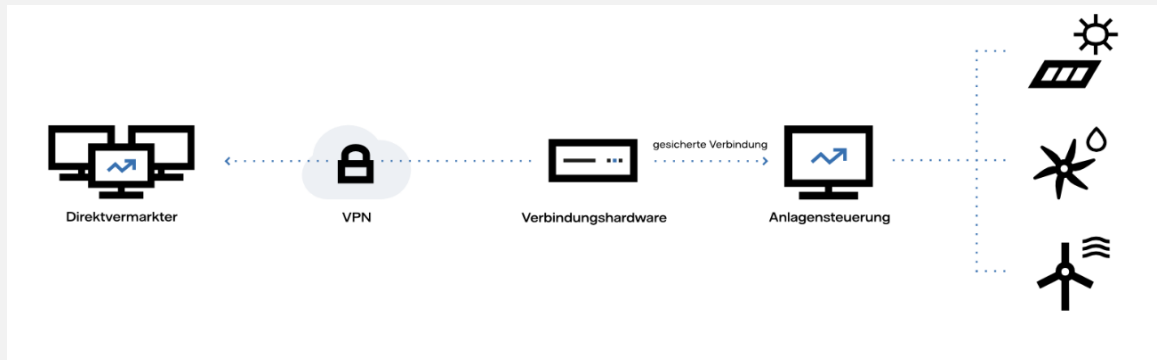 gesicherte Verbindung
Direktvermarkter
VPN
Verbindungshardware
Anlagensteuerung